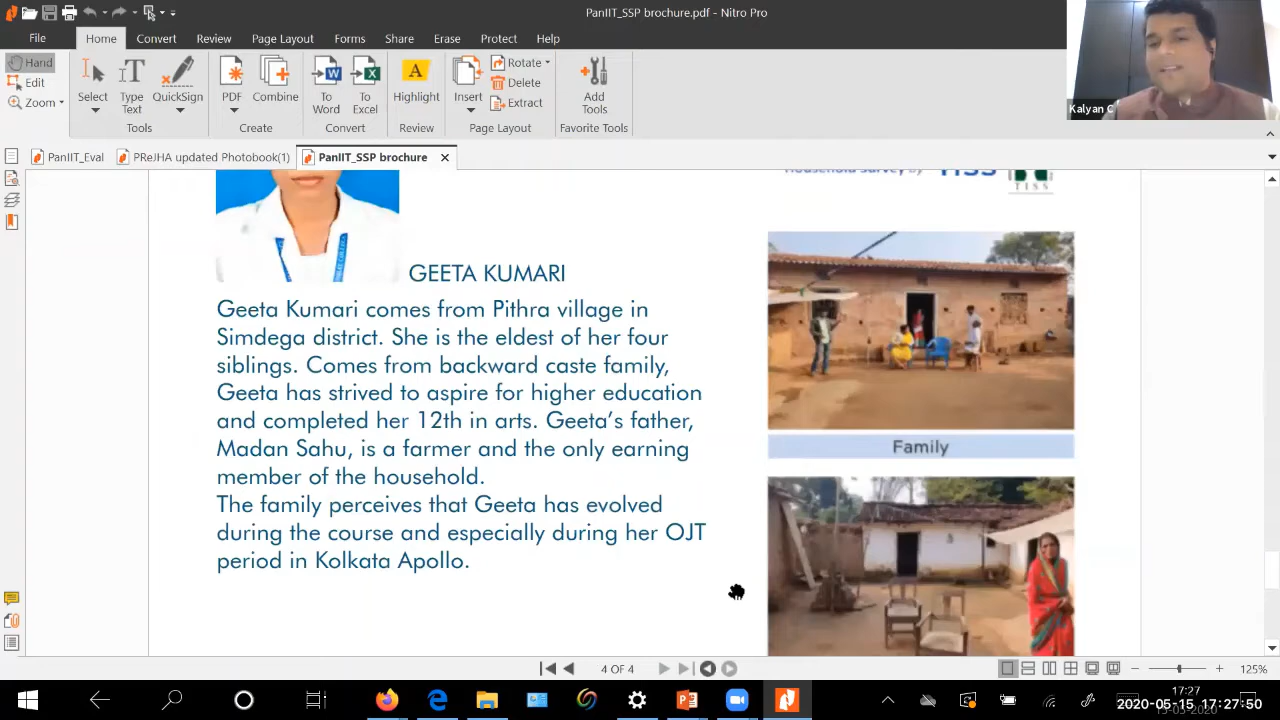 PanIIT_SSP brochure.pdf - Nitro Pro
File Home Convert Review Page Layout Forms Share Erase Protect Help
Hand
Edit
Zoom
Select
Type Text
QuickSign
Tools
PDF
Combine
Create
To Word
To Excel
Convert
Highlight
Review
Insert
Rotate
Delete
Extract
Page Layout
Add Tools
Favorite Tools
Kalyan C
PanIIT_Eval
PReJHA updated Photobook(1)
PanIIT_SSP brochure
Household survey by TISS
TISS
GEETA KUMARI
Geeta Kumari comes from Pithra village in
Simdega district. She is the eldest of her four
siblings. Comes from backward caste family,
Geeta has strived to aspire for higher education
and completed her 12th in arts. Geeta's father,
Madan Sahu, is a farmer and the only earning
member of the household.
The family perceives that Geeta has evolved
during the course and especially during her OJT
period in Kolkata Apollo.
Family
4 OF 4
125%
17:27
2020-05-15 17:27:50